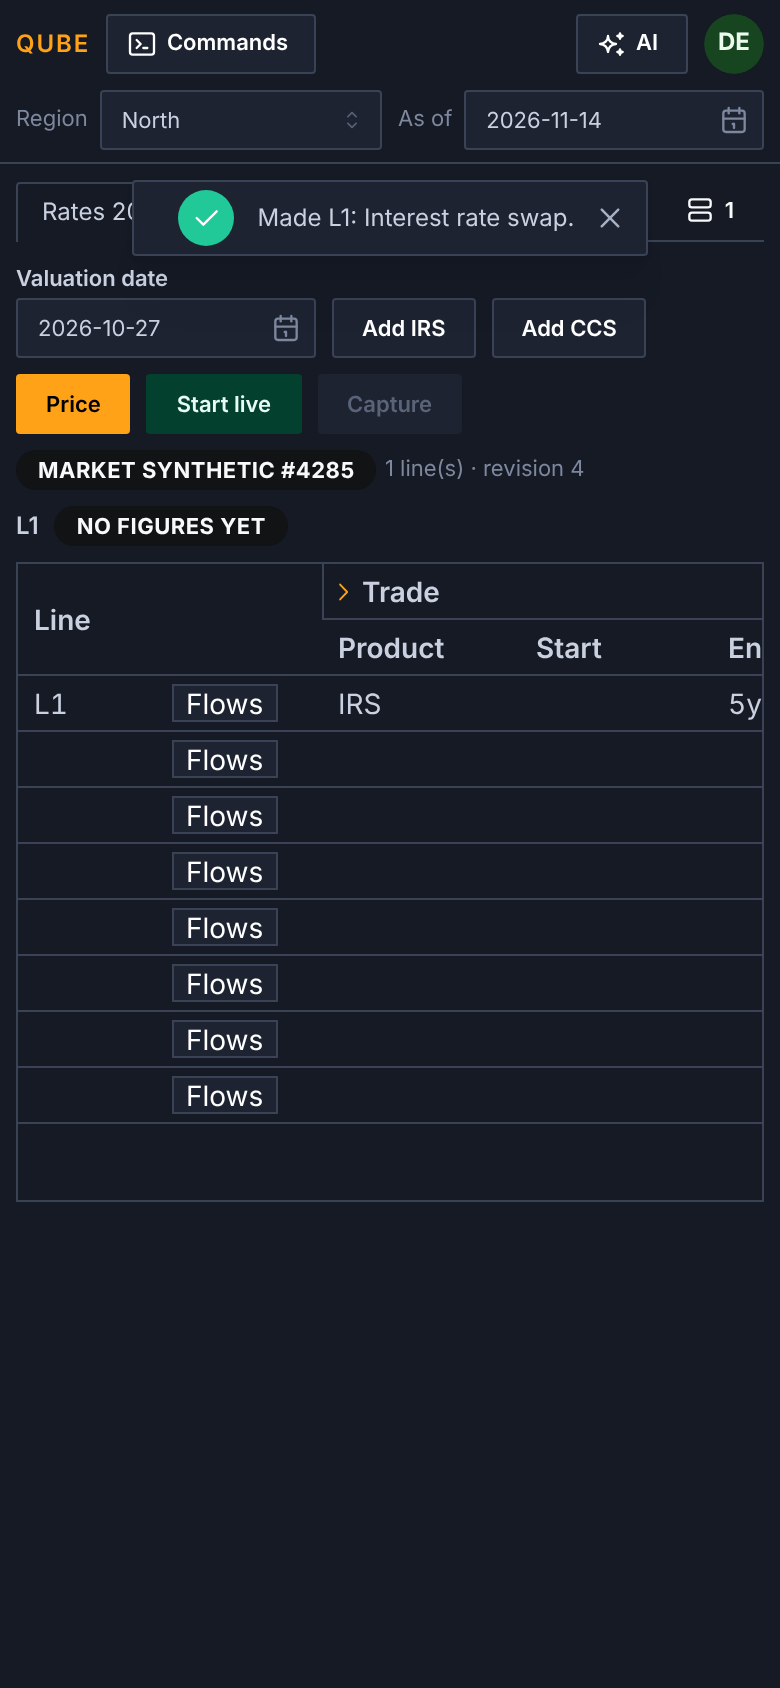 QUBE Commands AI DE
Region North As of 2026-11-14
Rates 20 Made L1: Interest rate swap. 1
Valuation date
2026-10-27 Add IRS Add CCS
Price Start live Capture
MARKET SYNTHETIC #4285 1 line(s) · revision 4
L1 NO FIGURES YET
Line Trade
Product Start En
L1 Flows IRS 5y
Flows
Flows
Flows
Flows
Flows
Flows
Flows